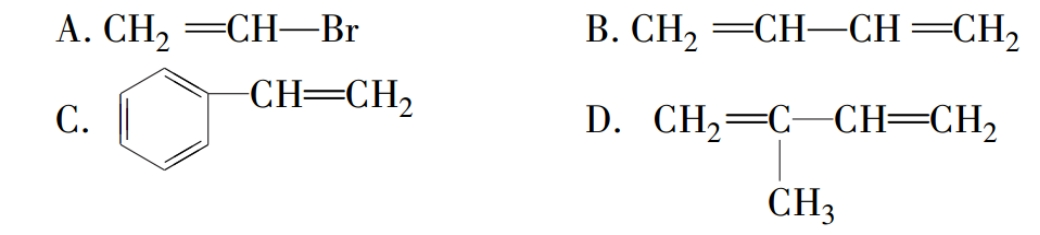 A. CH₂=CH—Br B. CH₂=CH—CH=CH₂
C. CH=CH₂ D. CH₂=C—CH=CH₂
CH₃